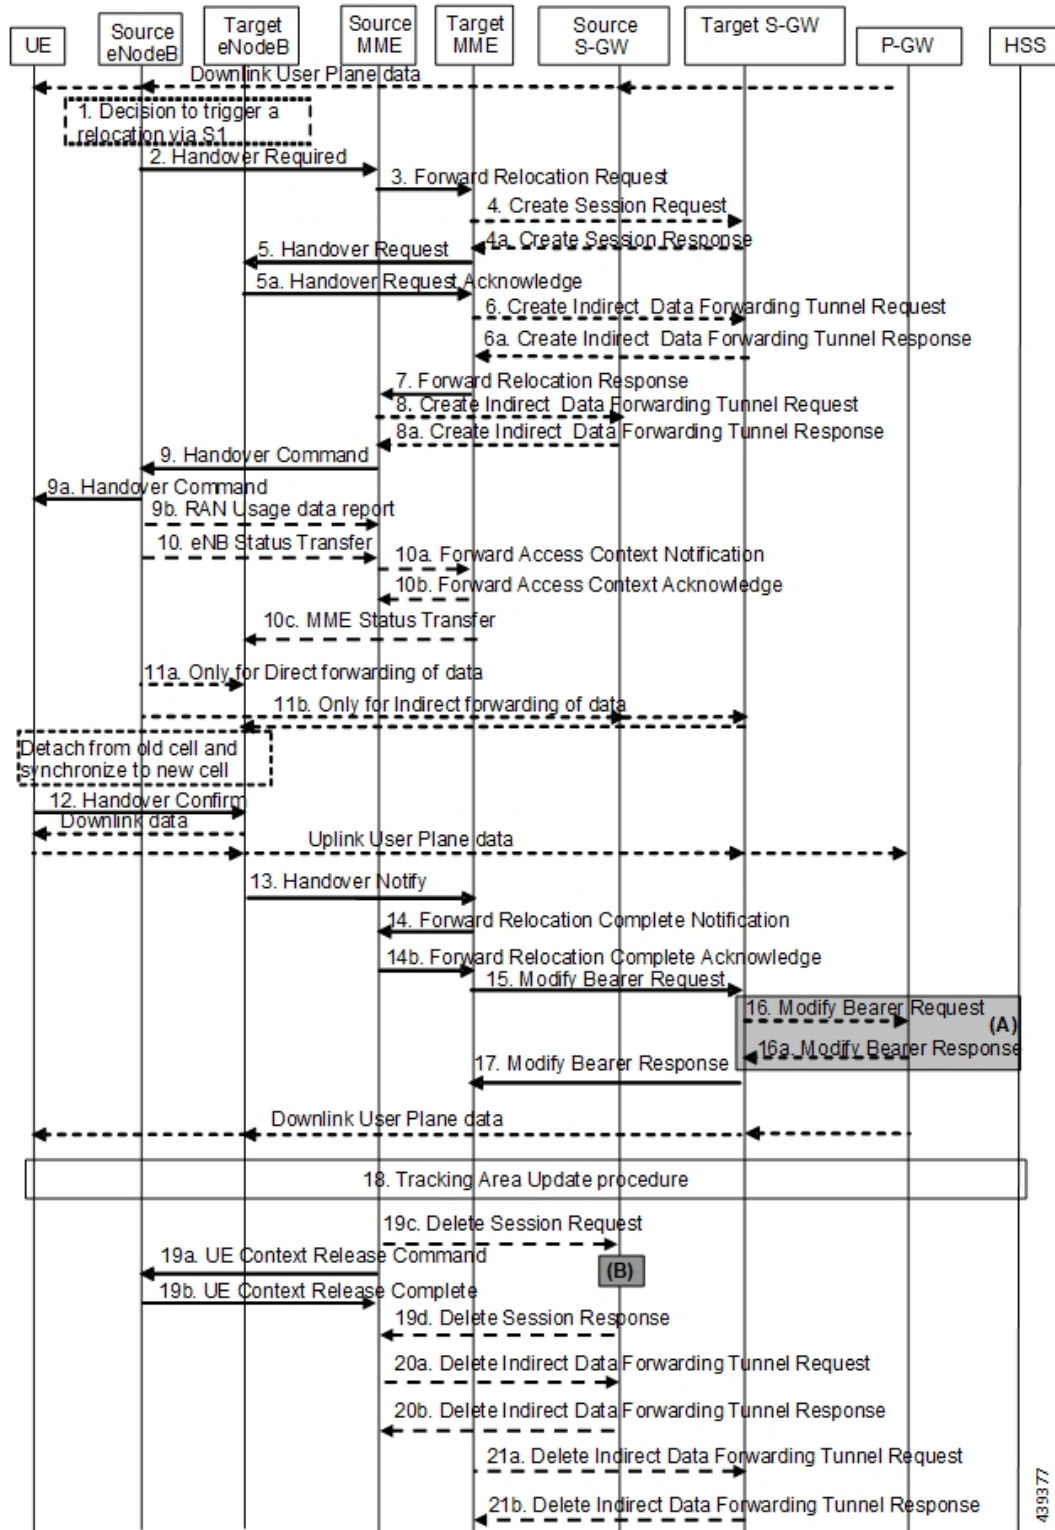 UE
Source
eNodeB
Target
eNodeB
Source
MME
Target
MME
Source
S-GW
Target S-GW
P-GW
HSS
Downlink User Plane data
1. Decision to trigger a
relocation via S1
2. Handover Required
3. Forward Relocation Request
4. Create Session Request
4a. Create Session Response
5. Handover Request
5a. Handover Request Acknowledge
6. Create Indirect Data Forwarding Tunnel Request
6a. Create Indirect Data Forwarding Tunnel Response
7. Forward Relocation Response
8. Create Indirect Data Forwarding Tunnel Request
8a. Create Indirect Data Forwarding Tunnel Response
9. Handover Command
9a. Handover Command
9b. RAN Usage data report
10. eNB Status Transfer
10a. Forward Access Context Notification
10b. Forward Access Context Acknowledge
10c. MME Status Transfer
11a. Only for Direct forwarding of data
11b. Only for Indirect forwarding of data
Detach from old cell and
synchronize to new cell
12. Handover Confirm
Downlink data
Uplink User Plane data
13. Handover Notify
14. Forward Relocation Complete Notification
14b. Forward Relocation Complete Acknowledge
15. Modify Bearer Request
16. Modify Bearer Request
(A)
16a. Modify Bearer Response
17. Modify Bearer Response
Downlink User Plane data
18. Tracking Area Update procedure
19c. Delete Session Request
19a. UE Context Release Command
(B)
19b. UE Context Release Complete
19d. Delete Session Response
20a. Delete Indirect Data Forwarding Tunnel Request
20b. Delete Indirect Data Forwarding Tunnel Response
21a. Delete Indirect Data Forwarding Tunnel Request
21b. Delete Indirect Data Forwarding Tunnel Response
439377